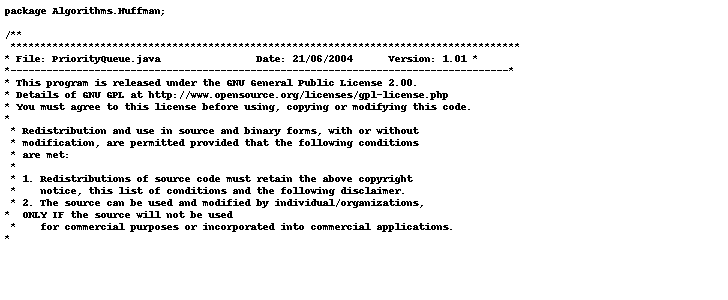 package Algorithms.Huffman;

/**
 *************************************************************************************
* File: PriorityQueue.java                Date: 21/06/2004      Version: 1.01 *
*-----------------------------------------------------------------------------------*
* This program is released under the GNU General Public License 2.00.
* Details of GNU GPL at http://www.opensource.org/licenses/gpl-license.php
* You must agree to this license before using, copying or modifying this code.
*
 * Redistribution and use in source and binary forms, with or without
 * modification, are permitted provided that the following conditions
 * are met:
 *
 * 1. Redistributions of source code must retain the above copyright
 *    notice, this list of conditions and the following disclaimer.
 * 2. The source can be used and modified by individual/organizations,
*  ONLY IF the source will not be used
 *    for commercial purposes or incorporated into commercial applications.
*